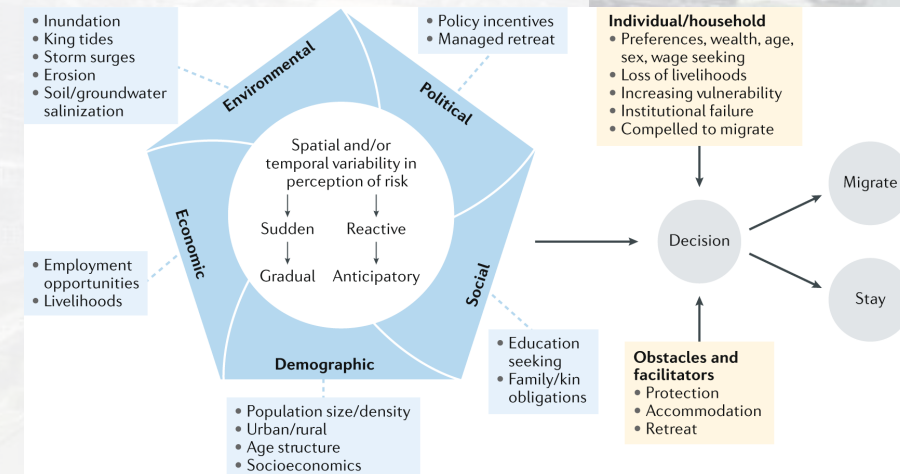 • Inundation
• King tides
• Storm surges
• Erosion
• Soil/groundwater
salinization
• Policy incentives
• Managed retreat
Individual/household
• Preferences, wealth, age,
sex, wage seeking
• Loss of livelihoods
• Increasing vulnerability
• Institutional failure
• Compelled to migrate
Environmental
Political
Spatial and/or
temporal variability in
perception of risk
Sudden
Reactive
Gradual
Anticipatory
Economic
Social
Demographic
• Employment
opportunities
• Livelihoods
• Education
seeking
• Family/kin
obligations
• Population size/density
• Urban/rural
• Age structure
• Socioeconomics
Decision
Migrate
Stay
Obstacles and
facilitators
• Protection
• Accommodation
• Retreat